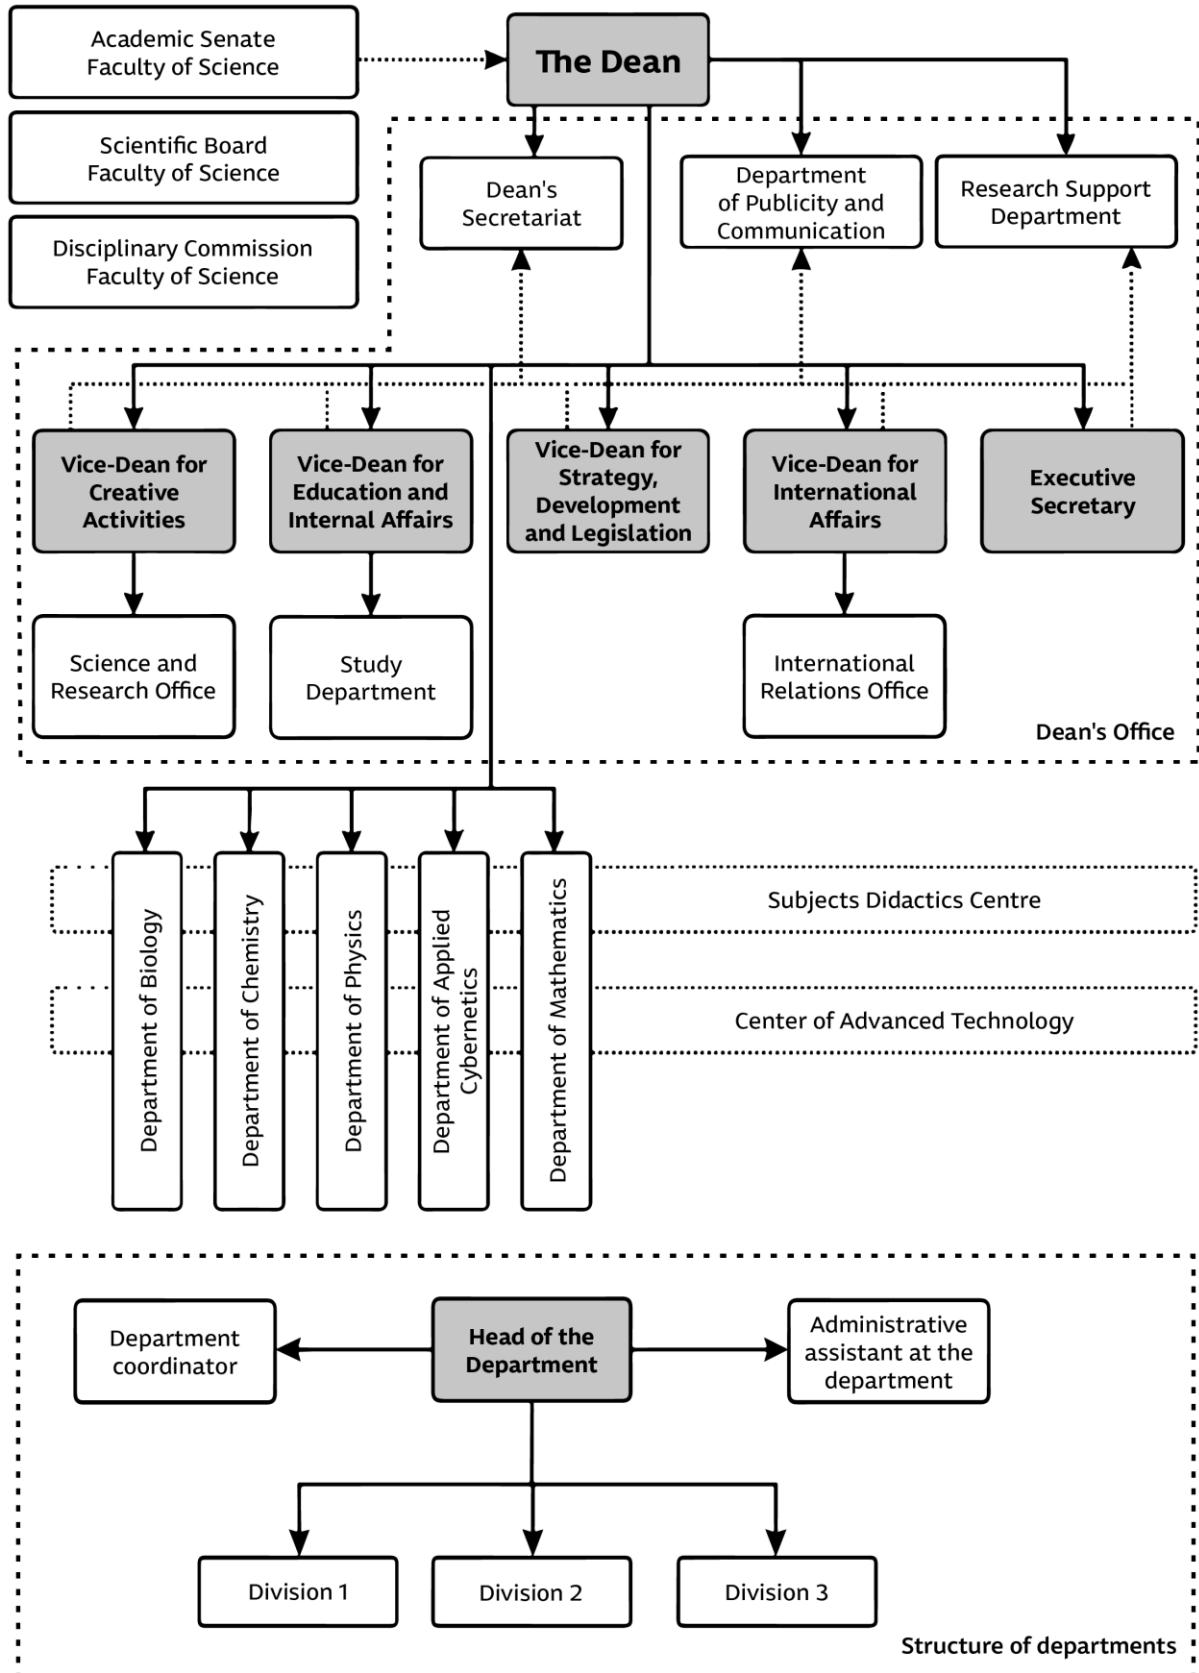 Academic Senate
Faculty of Science
The Dean
Scientific Board
Faculty of Science
Disciplinary Commission
Faculty of Science
Dean's
Secretariat
Department
of Publicity and
Communication
Research Support
Department
Vice-Dean for
Creative
Activities
Vice-Dean for
Education and
Internal Affairs
Vice-Dean for
Strategy,
Development
and Legislation
Vice-Dean for
International
Affairs
Executive
Secretary
Science and
Research Office
Study
Department
International
Relations Office
Dean's Office
Department of Biology
Department of Chemistry
Department of Physics
Department of Applied
Cybernetics
Department of Mathematics
Subjects Didactics Centre
Center of Advanced Technology
Department
coordinator
Head of the
Department
Administrative
assistant at the
department
Division 1
Division 2
Division 3
Structure of departments